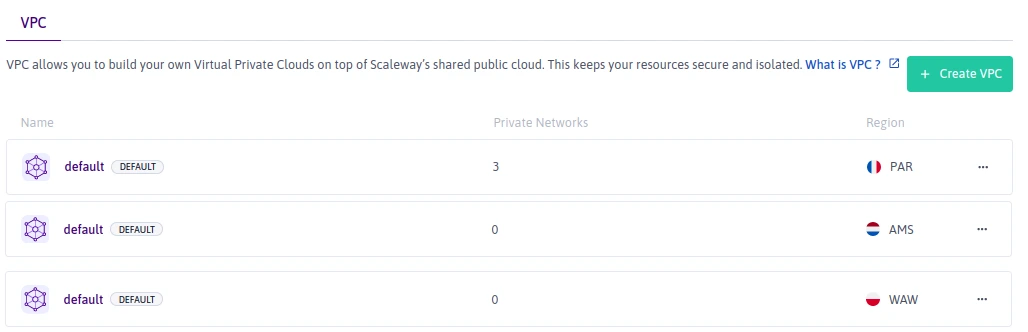 VPC
VPC allows you to build your own Virtual Private Clouds on top of Scaleway's shared public cloud. This keeps your resources secure and isolated. What is VPC ?
+ Create VPC
Name Private Networks Region
default DEFAULT 3 PAR ...
default DEFAULT 0 AMS ...
default DEFAULT 0 WAW ...